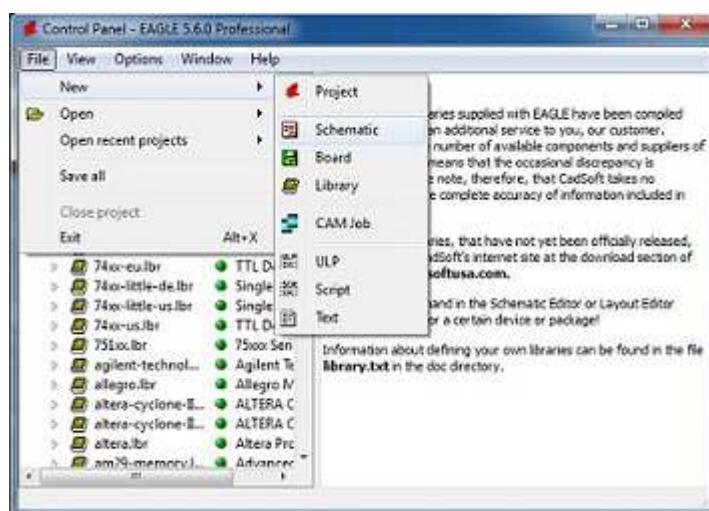 Control Panel - EAGLE 5.6.0 Professional
File View Options Window Help
New
Open
Open recent projects
Save all
Close project
Exit Alt+X
Project
Schematic
Board
Library
CAM Job
ULP
Script
Text
74xx-eu.lbr TTL D
74xx-little-de.lbr Single
74xx-little-us.lbr Single
74xx-us.lbr TTL D
751xx.lbr 75xxx Sen
agilent-technol... Agilent Te
allegro.lbr Allegro M
altera-cyclone-II... ALTERA C
altera-cyclone-II... ALTERA C
altera.lbr Altera Prc
am29-memory.l... Advancec
aries supplied with EAGLE have been compiled
an additional service to you, our customer.
number of available components and suppliers of
means that the occasional discrepancy is
e note, therefore, that CadSoft takes no
e complete accuracy of information included in
ries, that have not yet been officially released,
dSoft's internet site at the download section of
softusa.com.
and in the Schematic Editor or Layout Editor
or a certain device or package!
Information about defining your own libraries can be found in the file
library.txt in the doc directory.